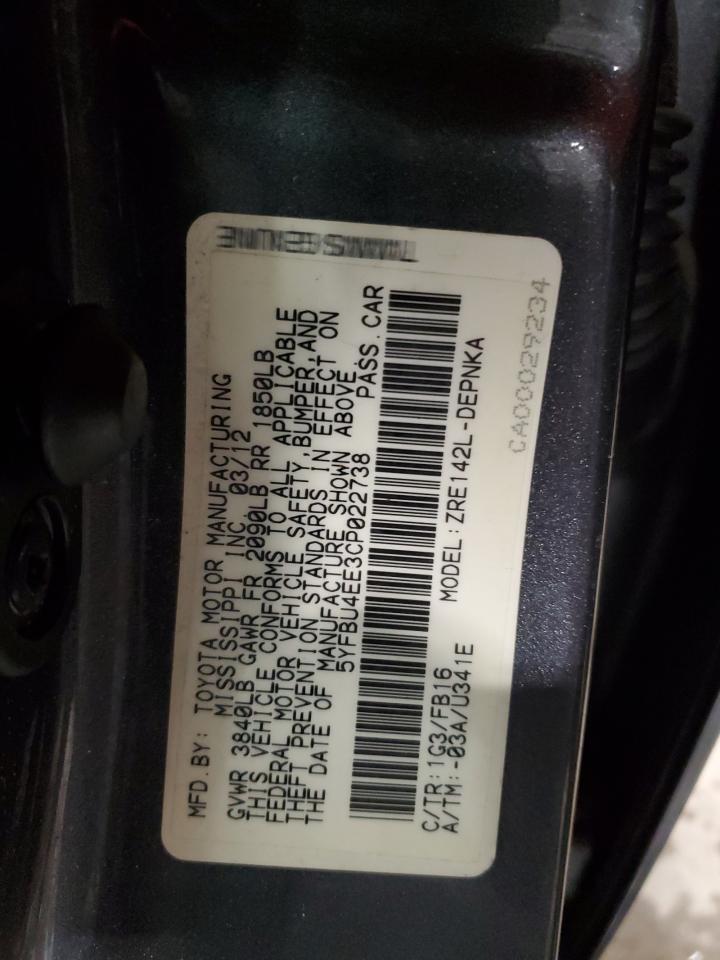 MFD.BY: TOYOTA MOTOR MANUFACTURING
MISSISSIPPI INC 03/12
GVWR 3840LB GAWR FR 2090LB RR 1850LB
THIS VEHICLE CONFORMS TO ALL APPLICABLE
FEDERAL MOTOR VEHICLE SAFETY,BUMPER,AND
THEFT PREVENTION STANDARDS IN EFFECT ON
THE DATE OF MANUFACTURE SHOWN ABOVE.
5YFBU4EE3CP022738 PASS.CAR
C/TR:1G3/FB16 MODEL:ZRE142L-DEPNKA
A/TM:-03A/U341E
CA00029234